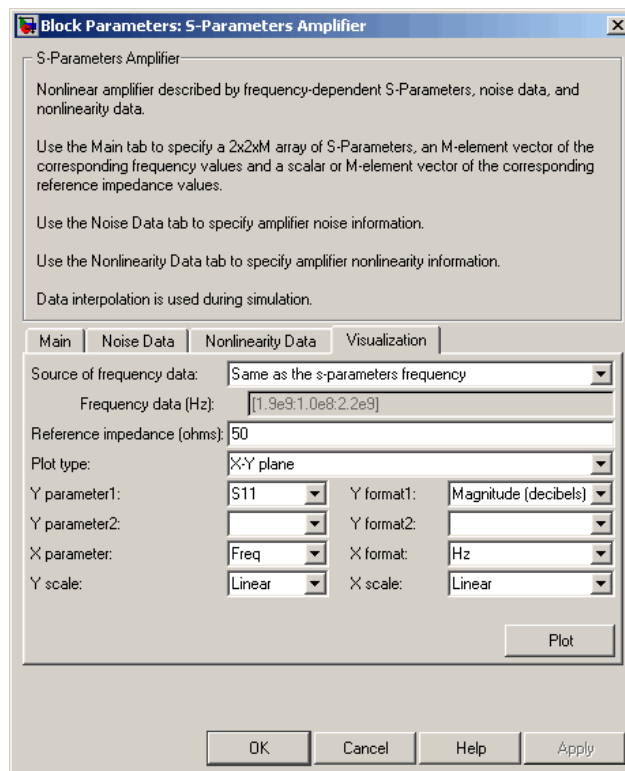 Block Parameters: S-Parameters Amplifier
S-Parameters Amplifier
Nonlinear amplifier described by frequency-dependent S-Parameters, noise data, and
nonlinearity data.
Use the Main tab to specify a 2x2xM array of S-Parameters, an M-element vector of the
corresponding frequency values and a scalar or M-element vector of the corresponding
reference impedance values.
Use the Noise Data tab to specify amplifier noise information.
Use the Nonlinearity Data tab to specify amplifier nonlinearity information.
Data interpolation is used during simulation.
Main Noise Data Nonlinearity Data Visualization
Source of frequency data: Same as the s-parameters frequency
Frequency data (Hz): [1.9e9:1.0e8:2.2e9]
Reference impedance (ohms): 50
Plot type: X-Y plane
Y parameter1: S11 Y format1: Magnitude (decibels)
Y parameter2: Y format2:
X parameter: Freq X format: Hz
Y scale: Linear X scale: Linear
Plot
OK Cancel Help Apply